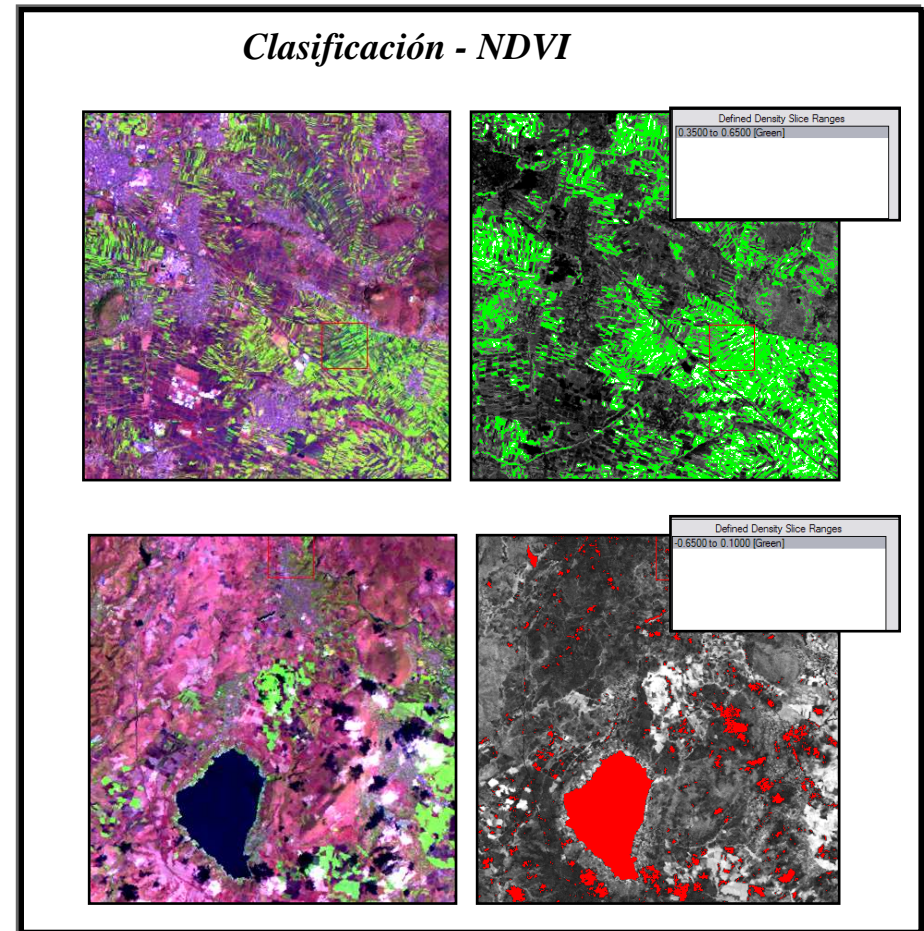 Clasificación - NDVI
Defined Density Slice Ranges
0.3500 to 0.6500 [Green]
Defined Density Slice Ranges
-0.6500 to 0.1000 [Green]